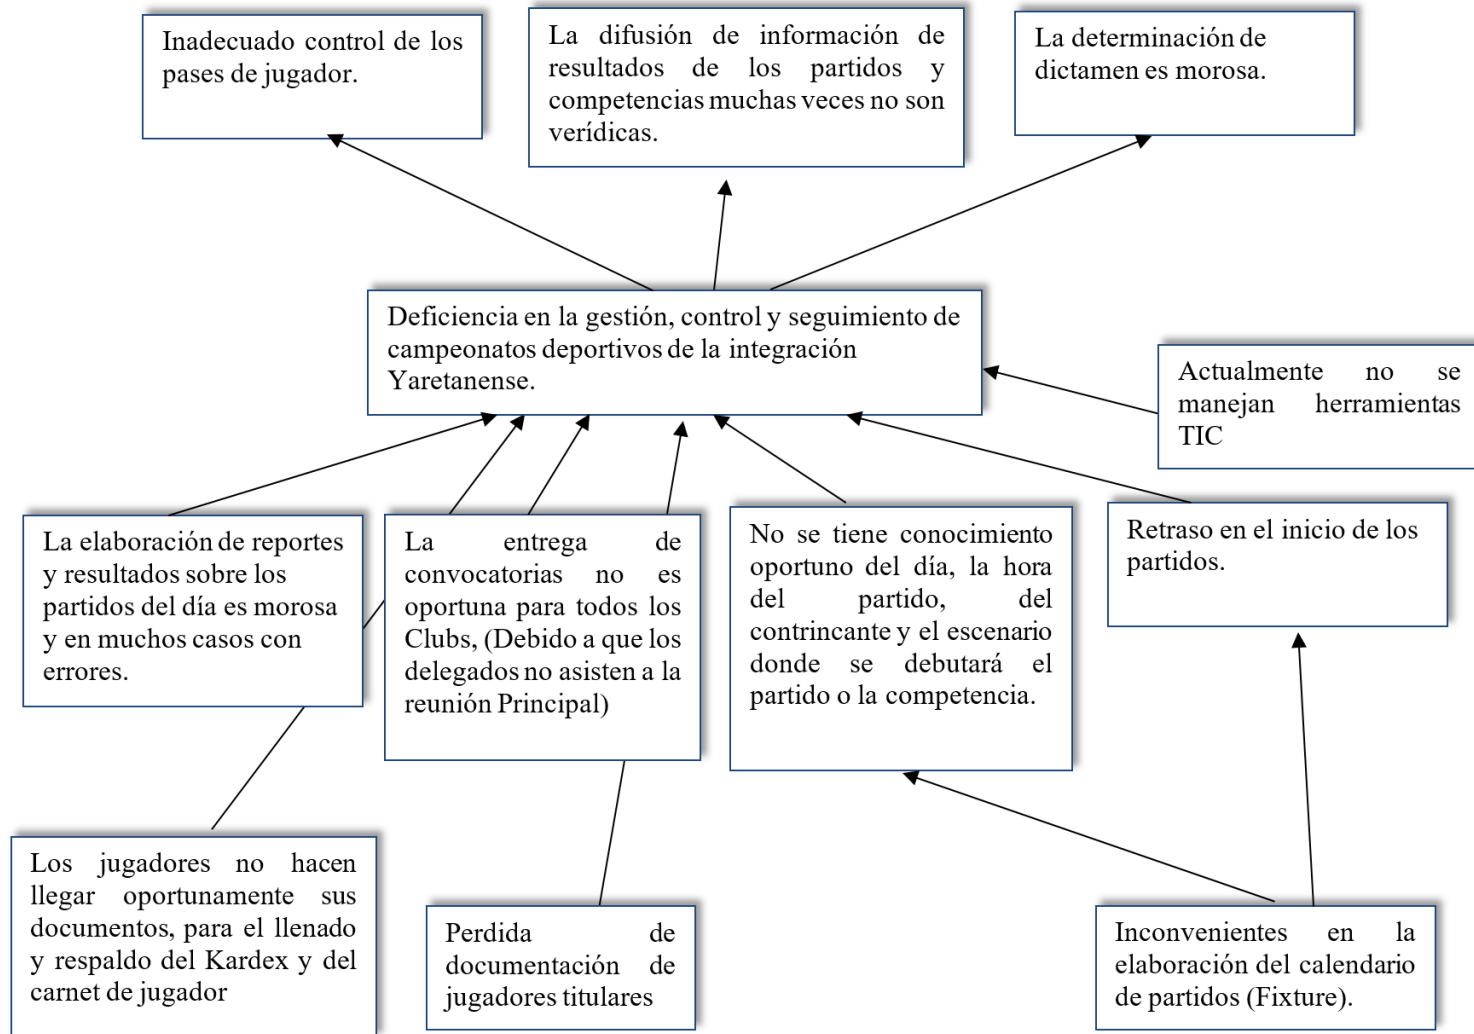 Inadecuado control de los
pases de jugador.
La difusión de información de
resultados de los partidos y
competencias muchas veces no son
verídicas.
La determinación de
dictamen es morosa.
Deficiencia en la gestión, control y seguimiento de
campeonatos deportivos de la integración
Yaretanense.
Actualmente no se
manejan herramientas
TIC
La elaboración de reportes
y resultados sobre los
partidos del día es morosa
y en muchos casos con
errores.
La entrega de
convocatorias no es
oportuna para todos los
Clubs, (Debido a que los
delegados no asisten a la
reunión Principal)
No se tiene conocimiento
oportuno del día, la hora
del partido, del
contrincante y el escenario
donde se debutará el
partido o la competencia.
Retraso en el inicio de los
partidos.
Los jugadores no hacen
llegar oportunamente sus
documentos, para el llenado
y respaldo del Kardex y del
carnet de jugador
Perdida de
documentación de
jugadores titulares
Inconvenientes en la
elaboración del calendario
de partidos (Fixture).